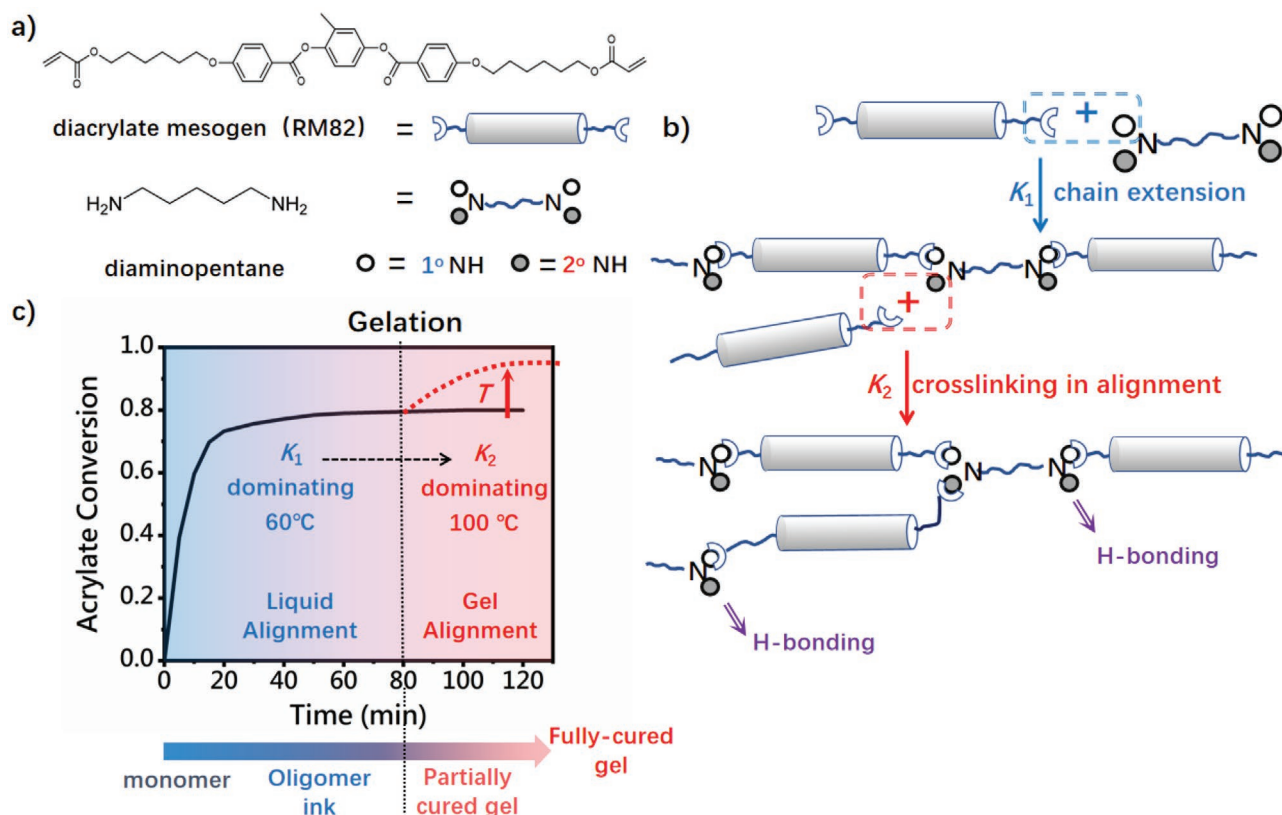 a)
O
O
O
O
O
O
O
O
O
O
diacrylate mesogen (RM82) =
H2N NH2 = N N
diaminopentane = 1º NH = 2º NH
b)
+
N N
K1 chain extension
N N N
+
K2 crosslinking in alignment
N N N
N
H-bonding
H-bonding
c)
Gelation
Acrylate Conversion
1.0
0.8
0.6
0.4
0.2
0.0
T
K1 K2
dominating dominating
60℃ 100 ℃
Liquid Gel
Alignment Alignment
0 20 40 60 80 100 120
Time (min)
Fully-cured
gel
monomer Oligomer Partially
ink cured gel